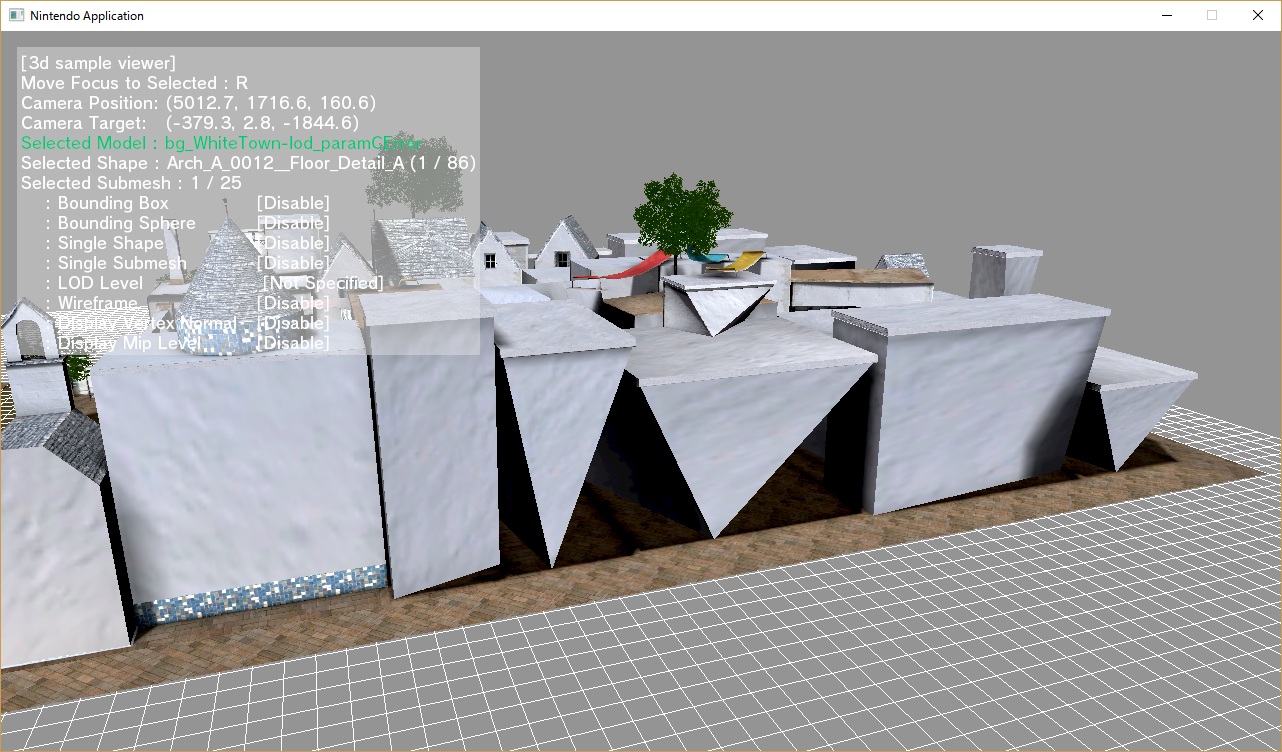 Nintendo Application
[3d sample viewer]
Move Focus to Selected : R
Camera Position: (5012.7, 1716.6, 160.6)
Camera Target: (-379.3, 2.8, -1844.6)
Selected Model : bg_WhiteTown-lod_paramCError
Selected Shape : Arch_A_0012__Floor_Detail_A (1 / 86)
Selected Submesh : 1 / 25
: Bounding Box [Disable]
: Bounding Sphere [Disable]
: Single Shape [Disable]
: Single Submesh [Disable]
: LOD Level [Not Specified]
: Wireframe [Disable]
: Display Vertex Normal [Disable]
: Display Mip Level [Disable]